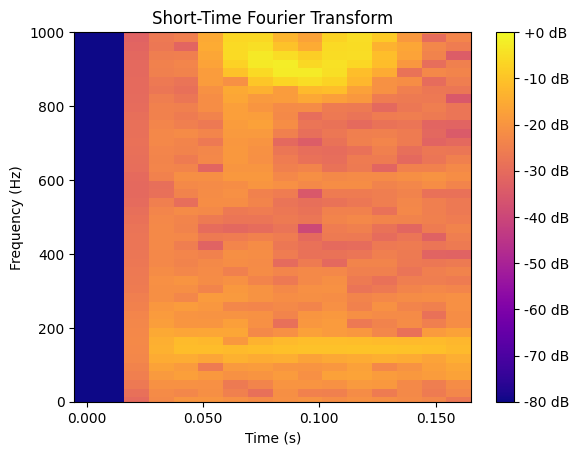 Short-Time Fourier Transform
1000
800
600
400
200
0
Frequency (Hz)
0.000
0.050
0.100
0.150
Time (s)
+0 dB
-10 dB
-20 dB
-30 dB
-40 dB
-50 dB
-60 dB
-70 dB
-80 dB